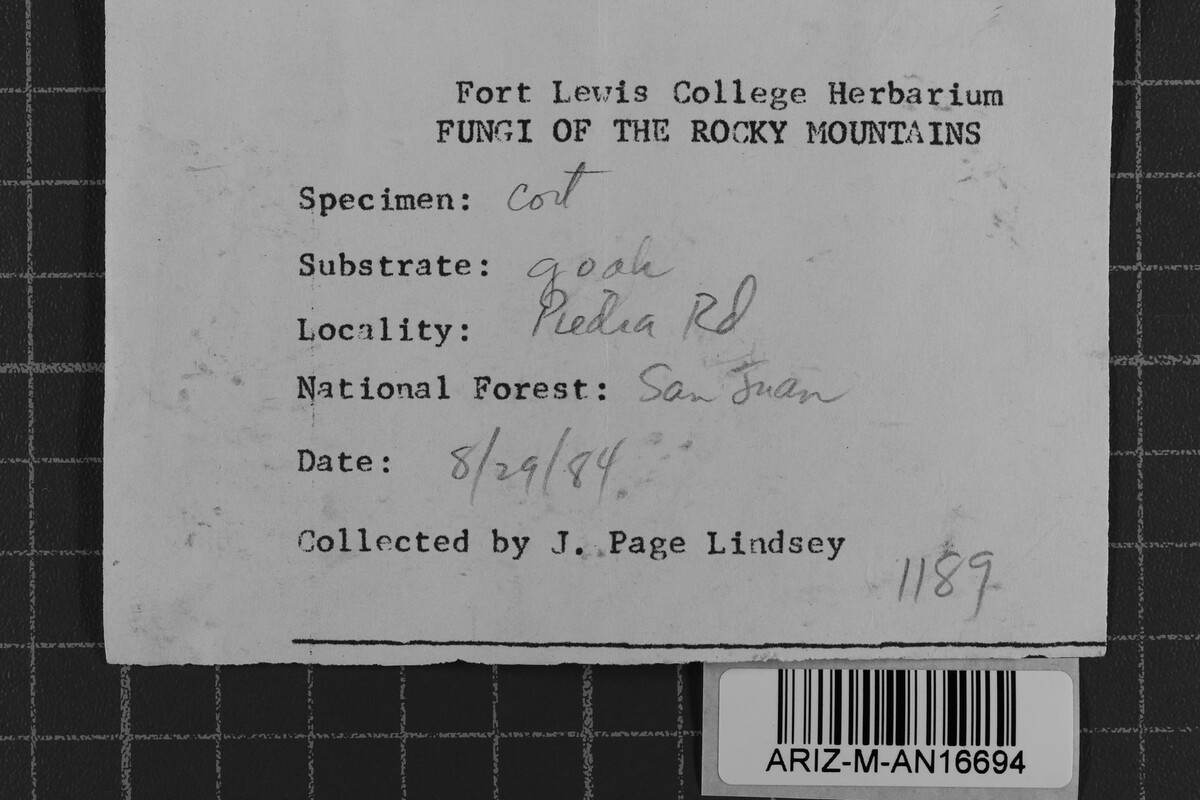 Fort Lewis College Herbarium
FUNGI OF THE ROCKY MOUNTAINS
Specimen: Cort
Substrate: g oak
Locality: Piedra Rd
National Forest: San Juan
Date: 8/29/84
Collected by J. Page Lindsey
1189
ARIZ-M-AN16694